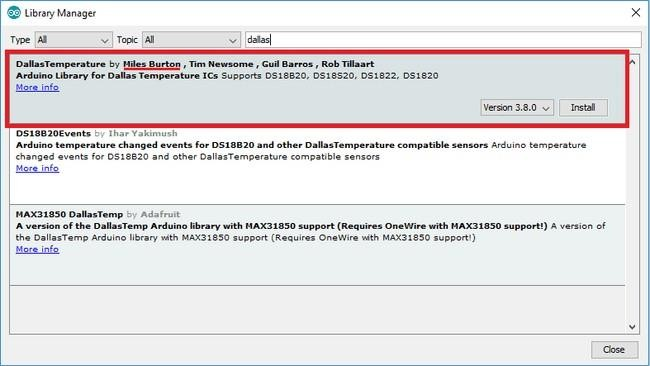 Library Manager
Type All Topic All dallas
DallasTemperature by Miles Burton , Tim Newsome , Guil Barros , Rob Tillaart
Arduino Library for Dallas Temperature ICs Supports DS18B20, DS18S20, DS1822, DS1820
More info
Version 3.8.0 Install
DS18B20Events by Ihar Yakimush
Arduino temperature changed events for DS18B20 and other DallasTemperature compatible sensors Arduino temperature
changed events for DS18B20 and other DallasTemperature compatible sensors
More info
MAX31850 DallasTemp by Adafruit
A version of the DallasTemp Arduino library with MAX31850 support (Requires OneWire with MAX31850 support!) A version of
the DallasTemp Arduino library with MAX31850 support (Requires OneWire with MAX31850 support!)
More info
Close